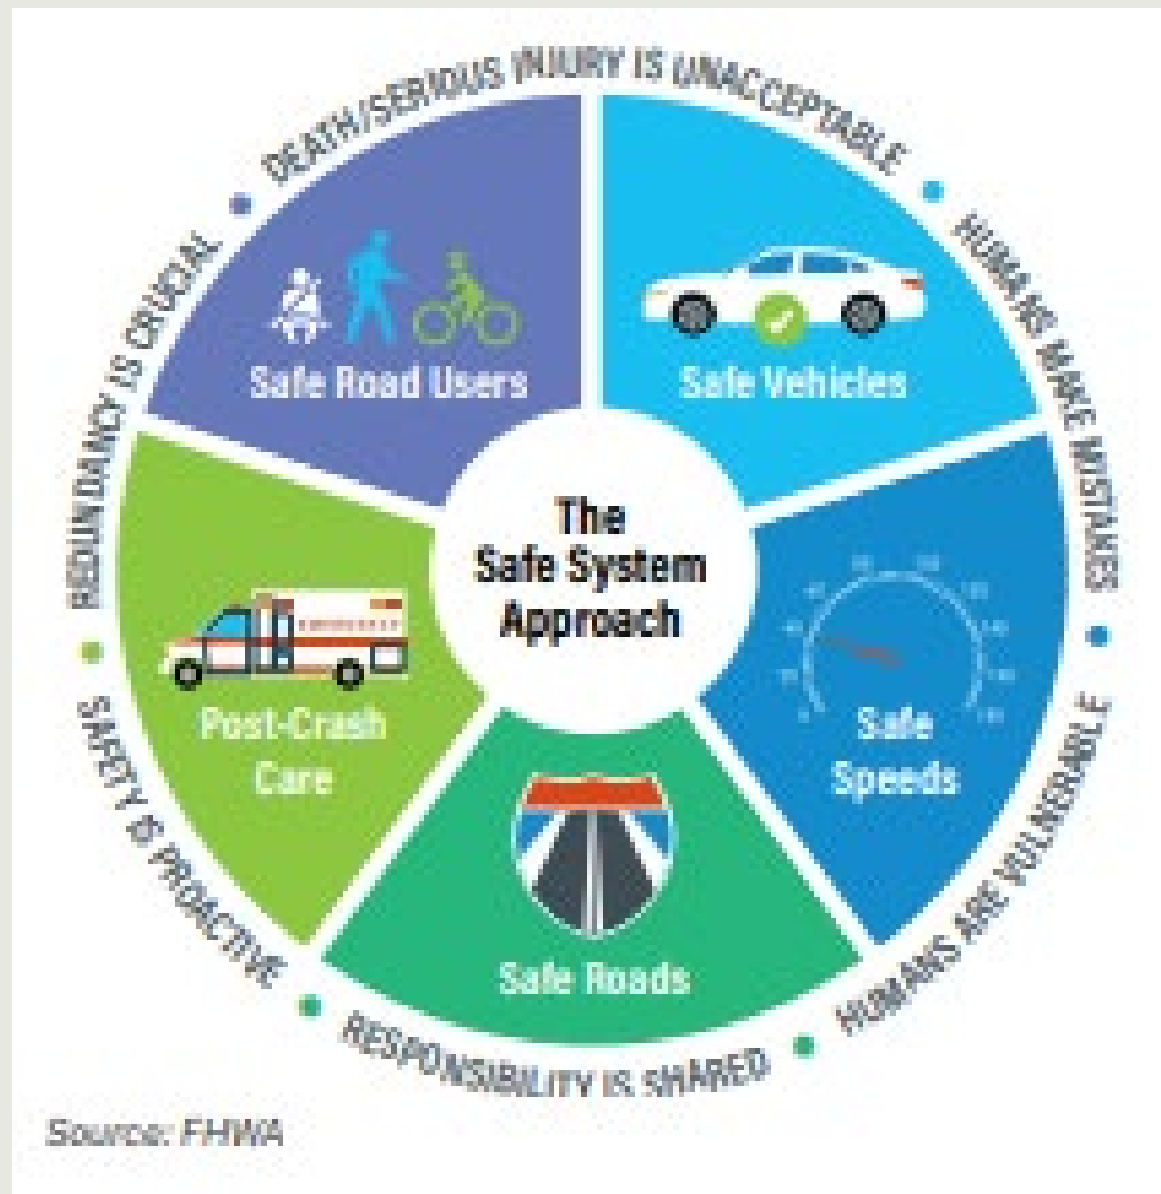 DEATH/SERIOUS INJURY IS UNACCEPTABLE
HUMANS MAKE MISTAKES
HUMANS ARE VULNERABLE
RESPONSIBILITY IS SHARED
SAFETY IS PROACTIVE
REDUNDANCY IS CRUCIAL
Safe Road Users
Safe Vehicles
The
Safe System
Approach
Safe
Speeds
Post-Crash
Care
Safe Roads
Source: FHWA